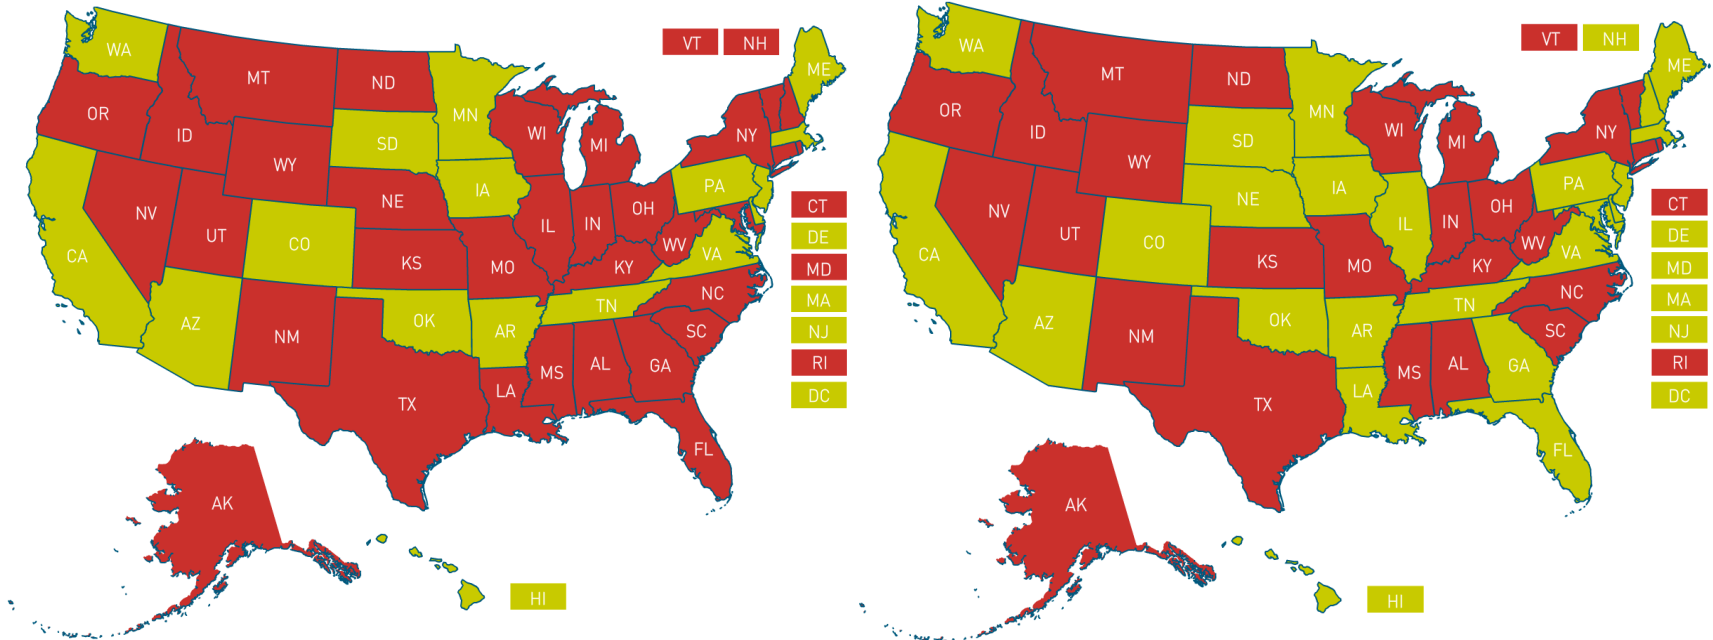 VT NH
WA
ME
MT
ND
OR
MN
ID
WI
NY
SD
MI
WY
PA
IA
NE
OH
CT
NV
IL
IN
UT
DE
CO
WV
VA
CA
KS
MO
KY
MD
NC
MA
TN
AZ
OK
AR
NJ
NM
SC
RI
GA
AL
MS
LA
DC
TX
FL
AK
HI
VT NH
WA
ME
MT
ND
OR
MN
ID
WI
NY
SD
MI
WY
PA
IA
NE
OH
CT
NV
IL
IN
UT
DE
CO
WV
VA
CA
KS
MO
KY
MD
NC
MA
TN
AZ
OK
AR
NJ
NM
SC
RI
GA
AL
MS
LA
DC
TX
FL
AK
HI